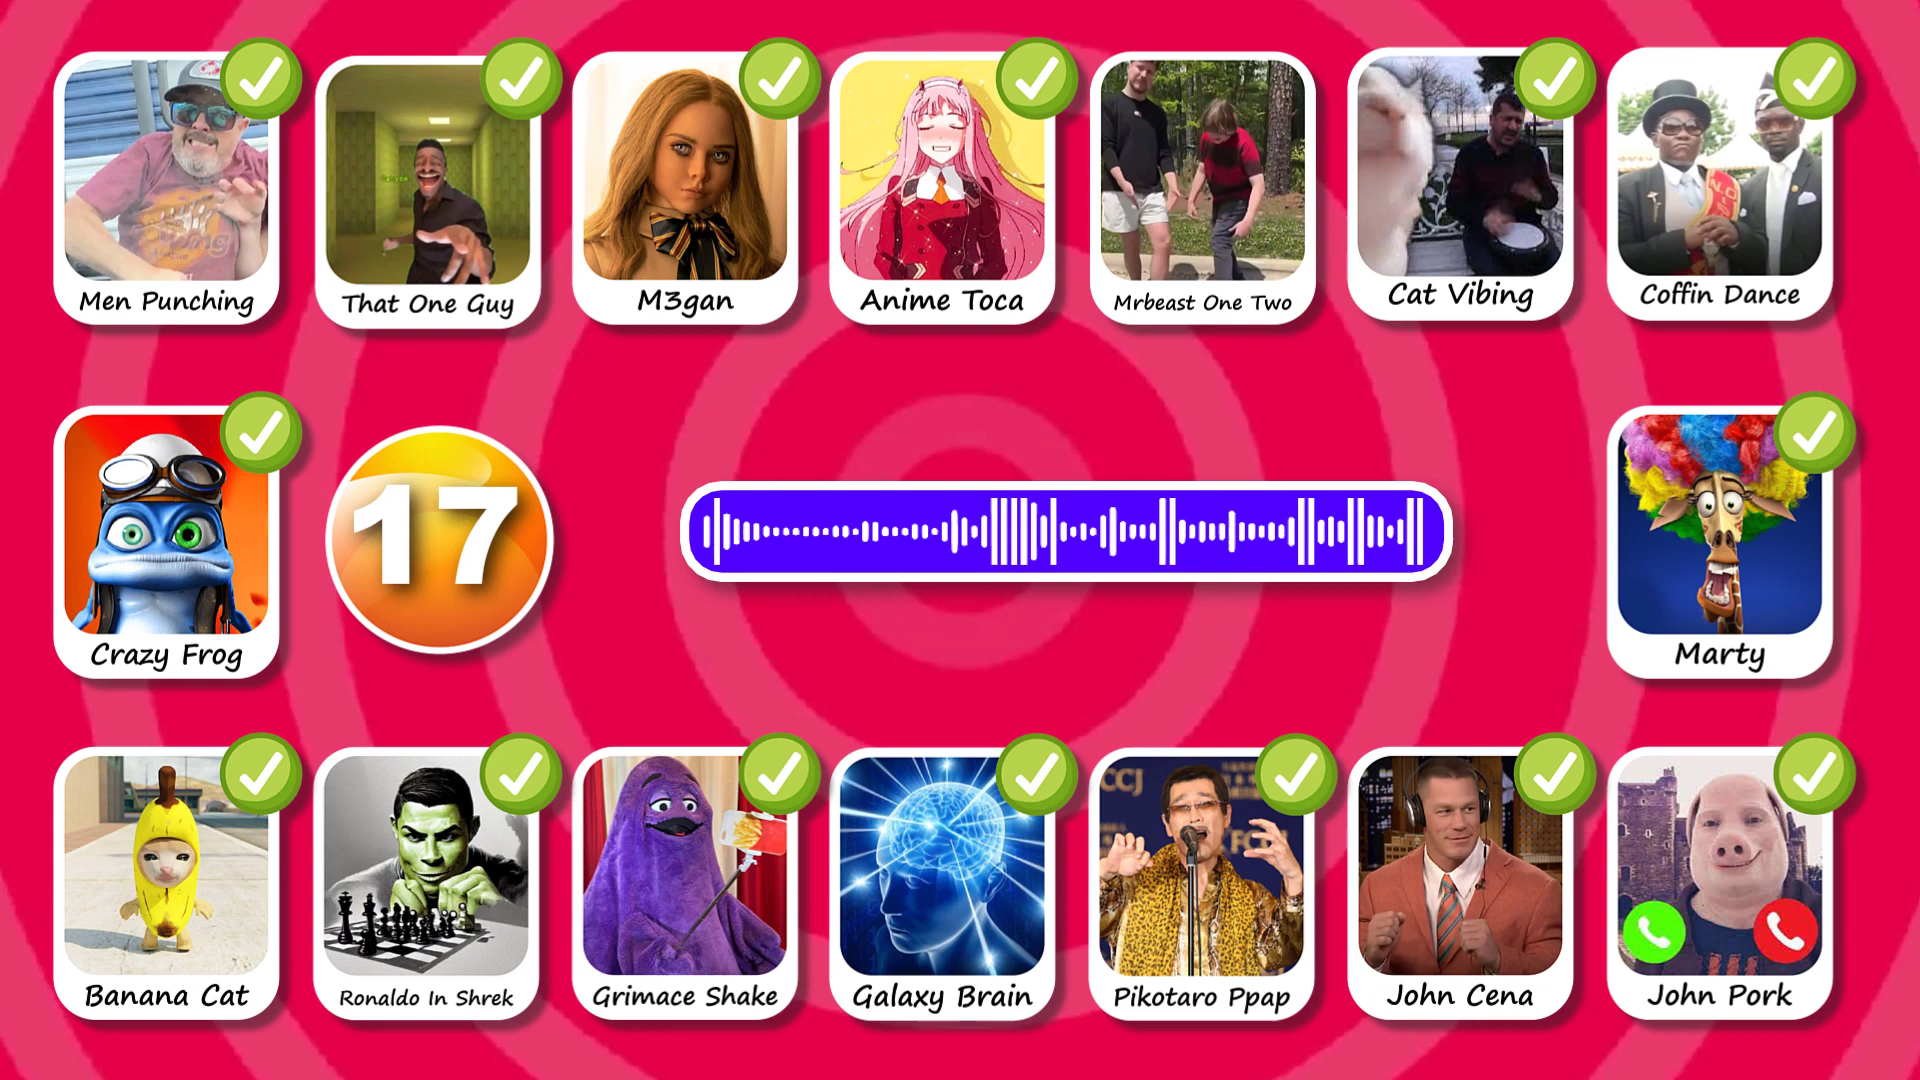 Men Punching
That One Guy
M3gan
Anime Toca
Mrbeast One Two
Cat Vibing
Coffin Dance
Crazy Frog
17
Marty
Banana Cat
Ronaldo In Shrek
Grimace Shake
Galaxy Brain
Pikotaro Ppap
John Cena
John Pork